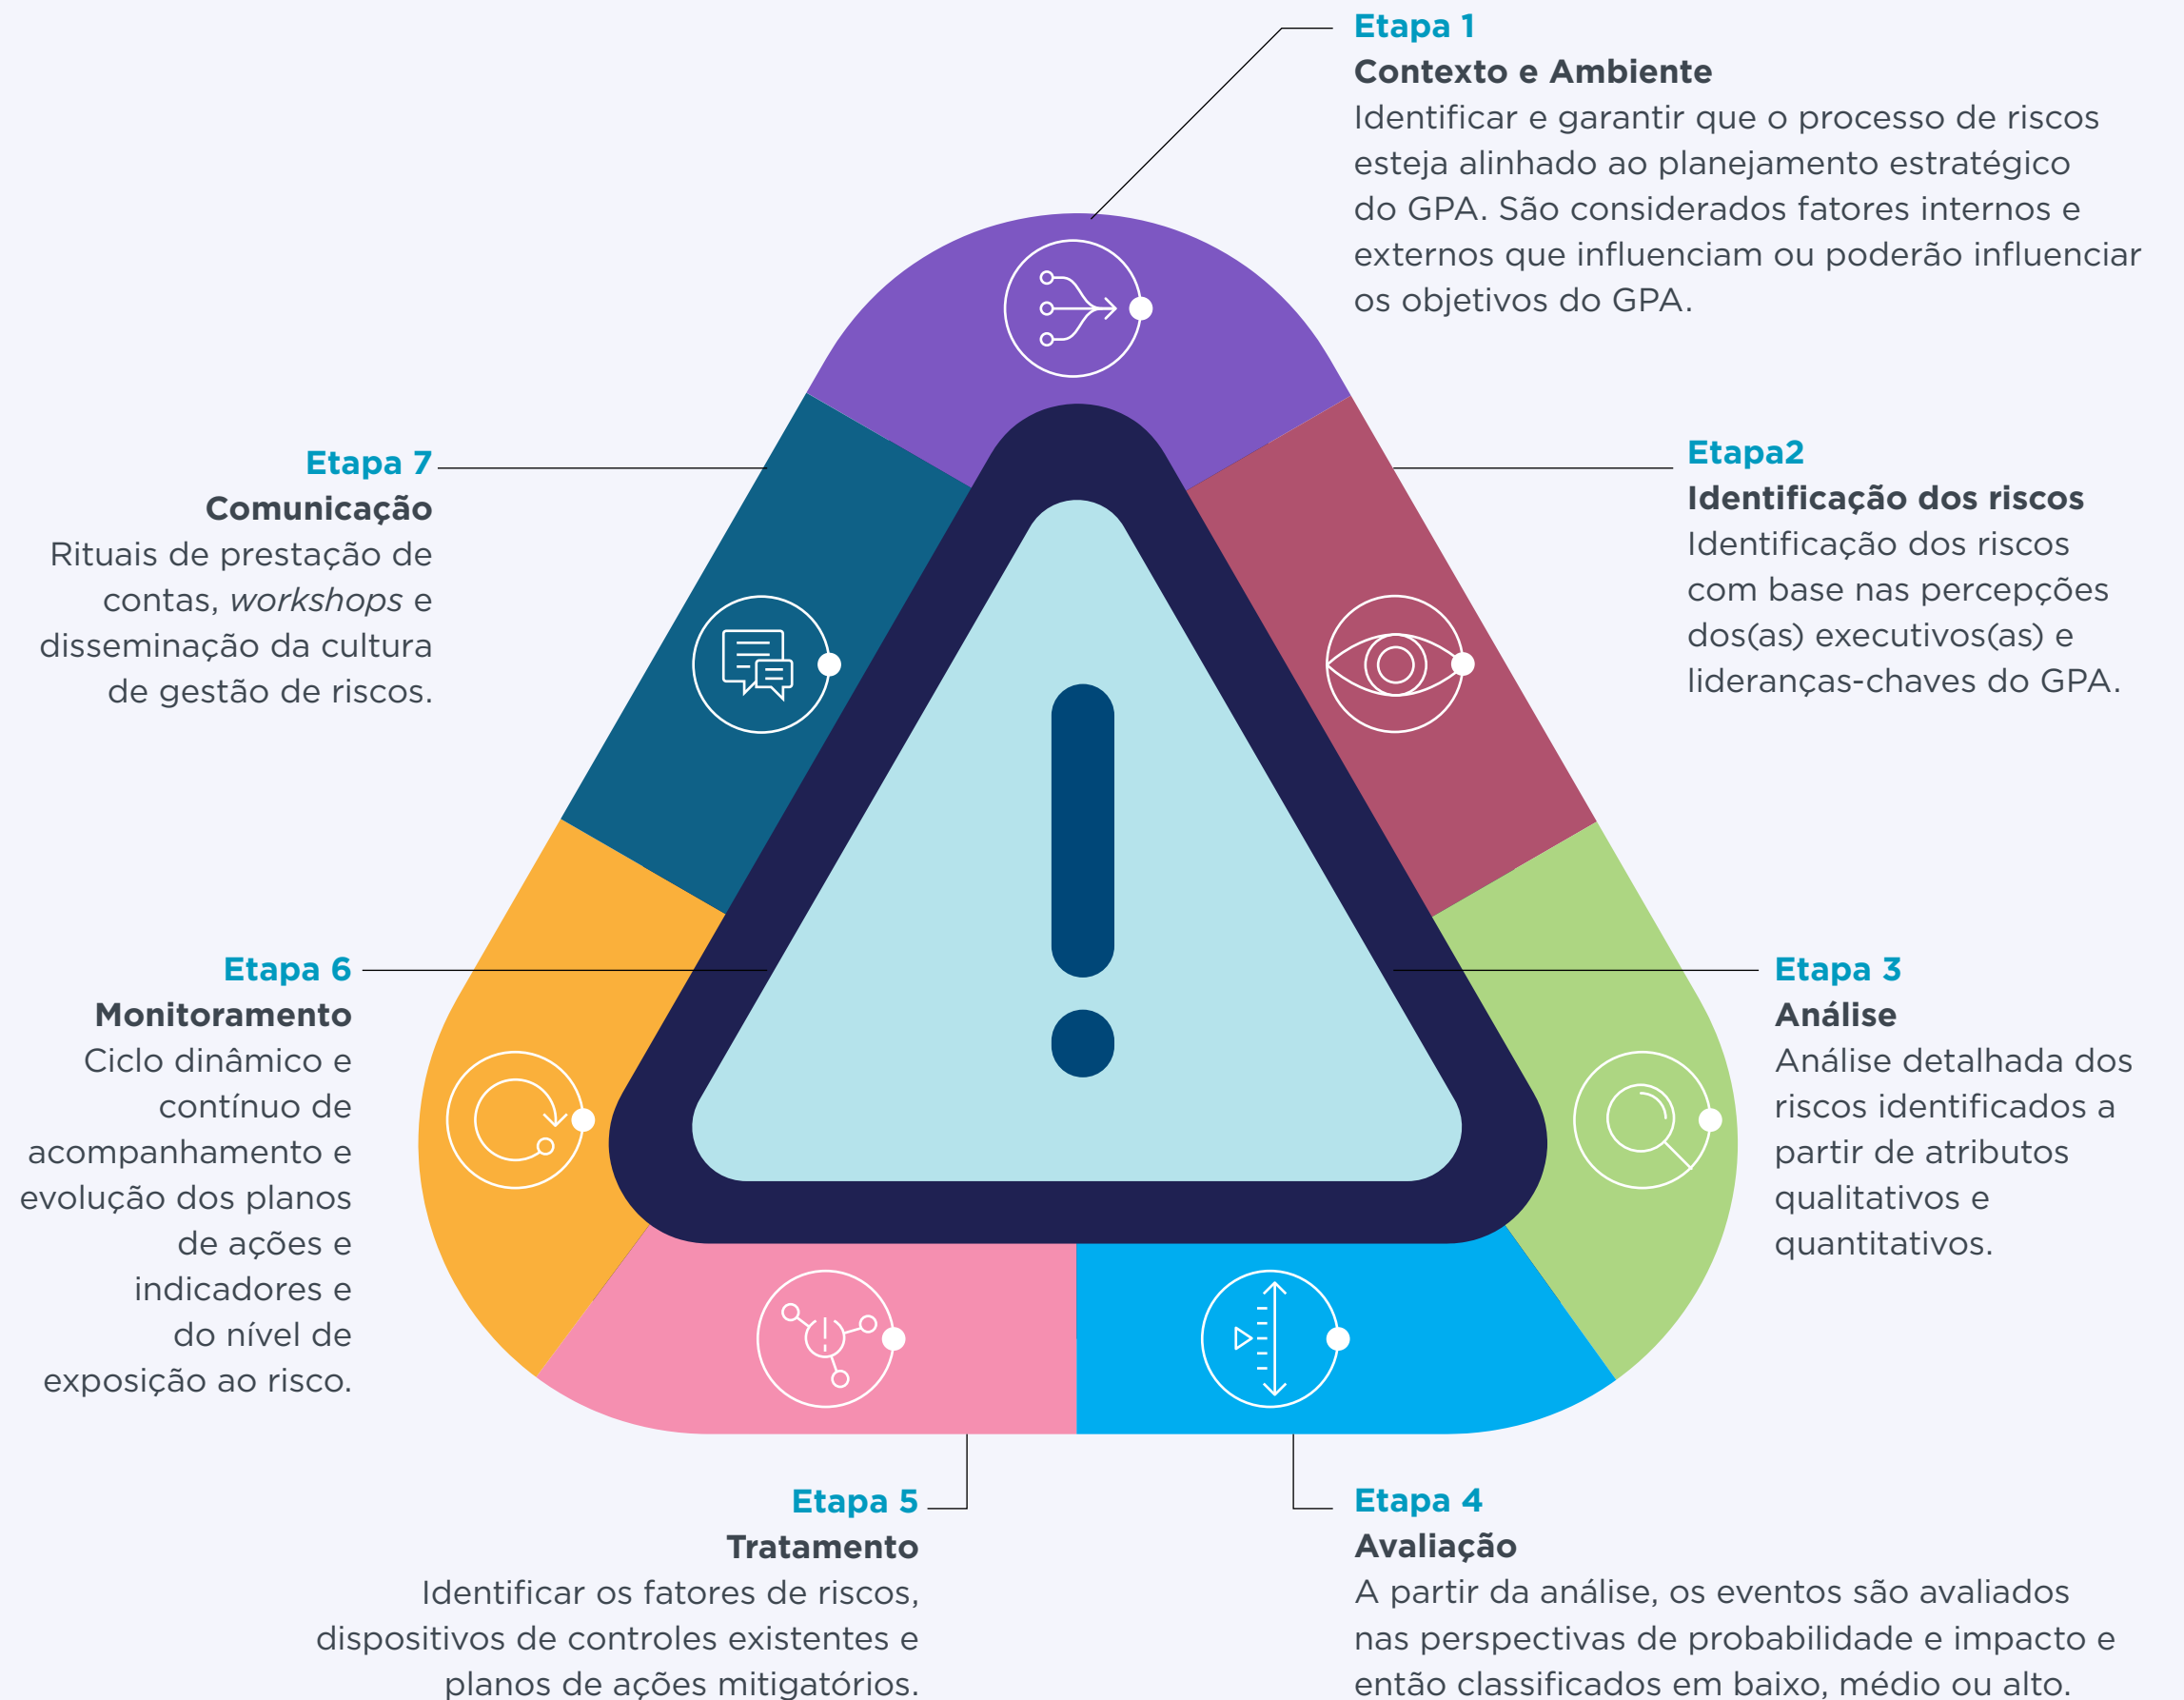 Etapa 1
Contexto e Ambiente
Identificar e garantir que o processo de riscos
esteja alinhado ao planejamento estratégico
do GPA. São considerados fatores internos e
externos que influenciam ou poderão influenciar
os objetivos do GPA.
Etapa2
Identificação dos riscos
Identificação dos riscos
com base nas percepções
dos(as) executivos(as) e
lideranças-chaves do GPA.
Etapa 3
Análise
Análise detalhada dos
riscos identificados a
partir de atributos
qualitativos e
quantitativos.
Etapa 4
Avaliação
A partir da análise, os eventos são avaliados
nas perspectivas de probabilidade e impacto e
então classificados em baixo, médio ou alto.
Etapa 5
Tratamento
Identificar os fatores de riscos,
dispositivos de controles existentes e
planos de ações mitigatórios.
Etapa 6
Monitoramento
Ciclo dinâmico e
contínuo de
acompanhamento e
evolução dos planos
de ações e
indicadores e
do nível de
exposição ao risco.
Etapa 7
Comunicação
Rituais de prestação de
contas, workshops e
disseminação da cultura
de gestão de riscos.